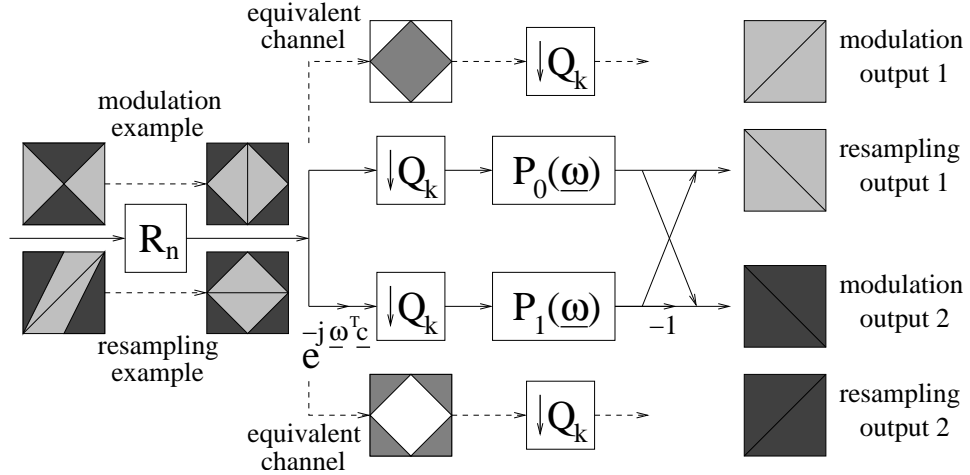 equivalent
channel
↓Q_k
modulation
output 1
modulation
example
↓Q_k
P_0(ω)
resampling
output 1
R_n
↓Q_k
P_1(ω)
-1
modulation
output 2
e^{-jω^T c}
resampling
example
equivalent
channel
↓Q_k
resampling
output 2